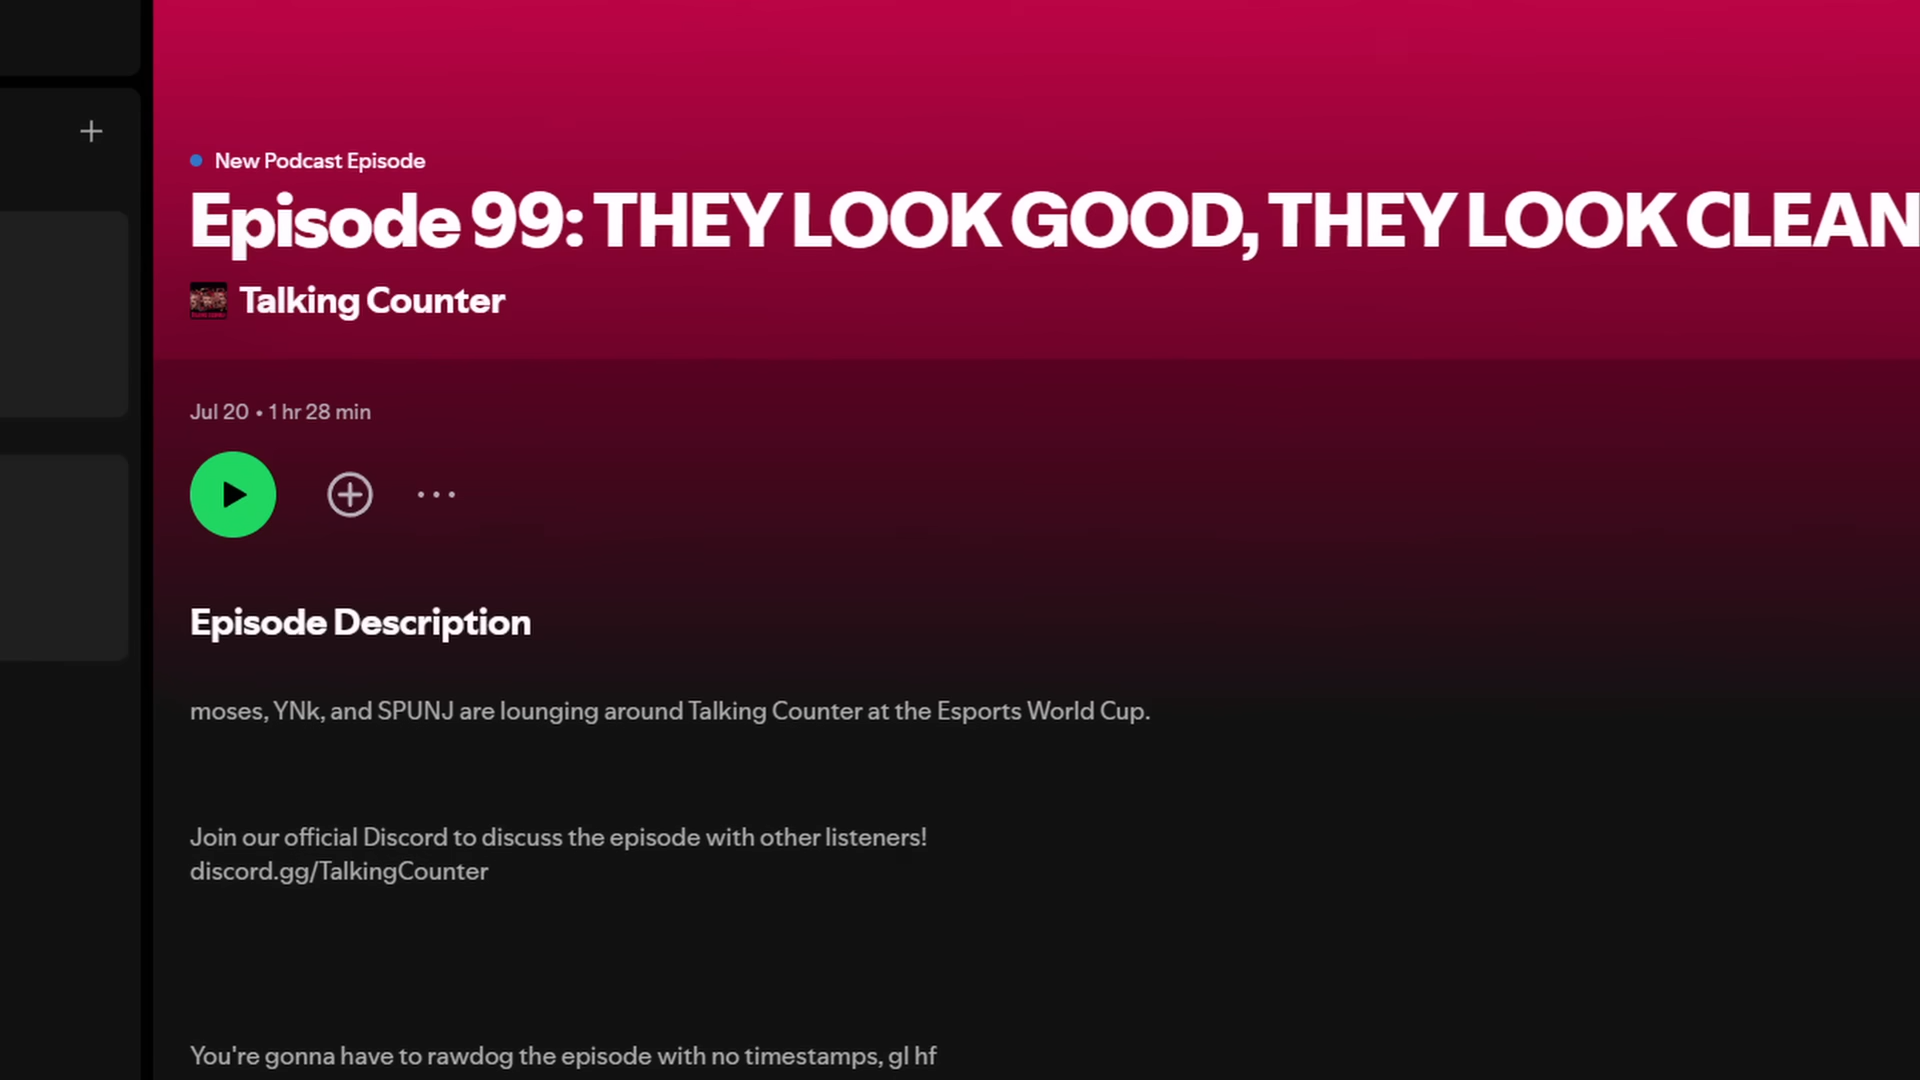 New Podcast Episode
Episode 99: THEY LOOK GOOD, THEY LOOK CLEAN
Talking Counter
Jul 20 • 1 hr 28 min
Episode Description
moses, YNk, and SPUNJ are lounging around Talking Counter at the Esports World Cup.
Join our official Discord to discuss the episode with other listeners!
discord.gg/TalkingCounter
You're gonna have to rawdog the episode with no timestamps, gl hf